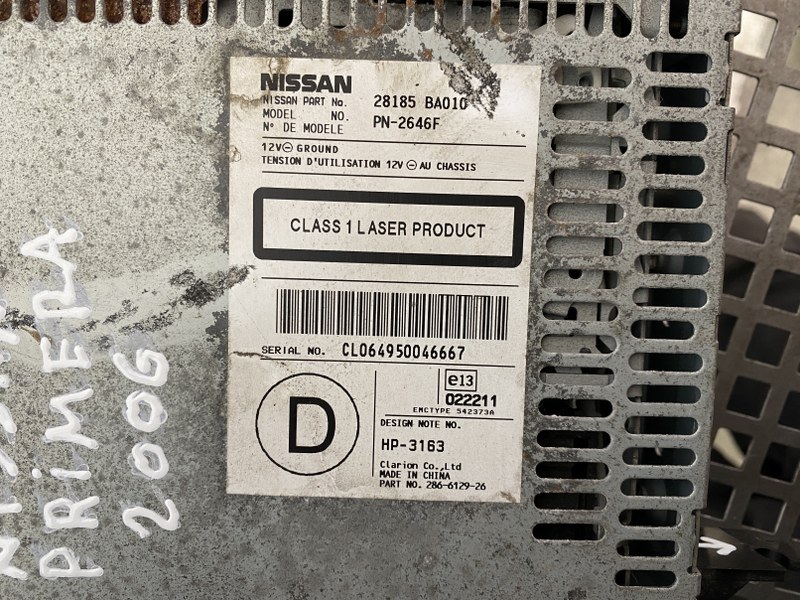 NISSAN
NISSAN PART No. 28185 BA010
MODEL NO. PN-2646F
N° DE MODELE
12V⊖ GROUND
TENSION D'UTILISATION 12V ⊖ AU CHASSIS
CLASS 1 LASER PRODUCT
SERIAL NO. CL064950046667
D
e13
022211
EMCTYPE 542373A
DESIGN NOTE NO.
HP-3163
Clarion Co.,Ltd
MADE IN CHINA
PART NO. 286-6129-26
PRIMERA
2006